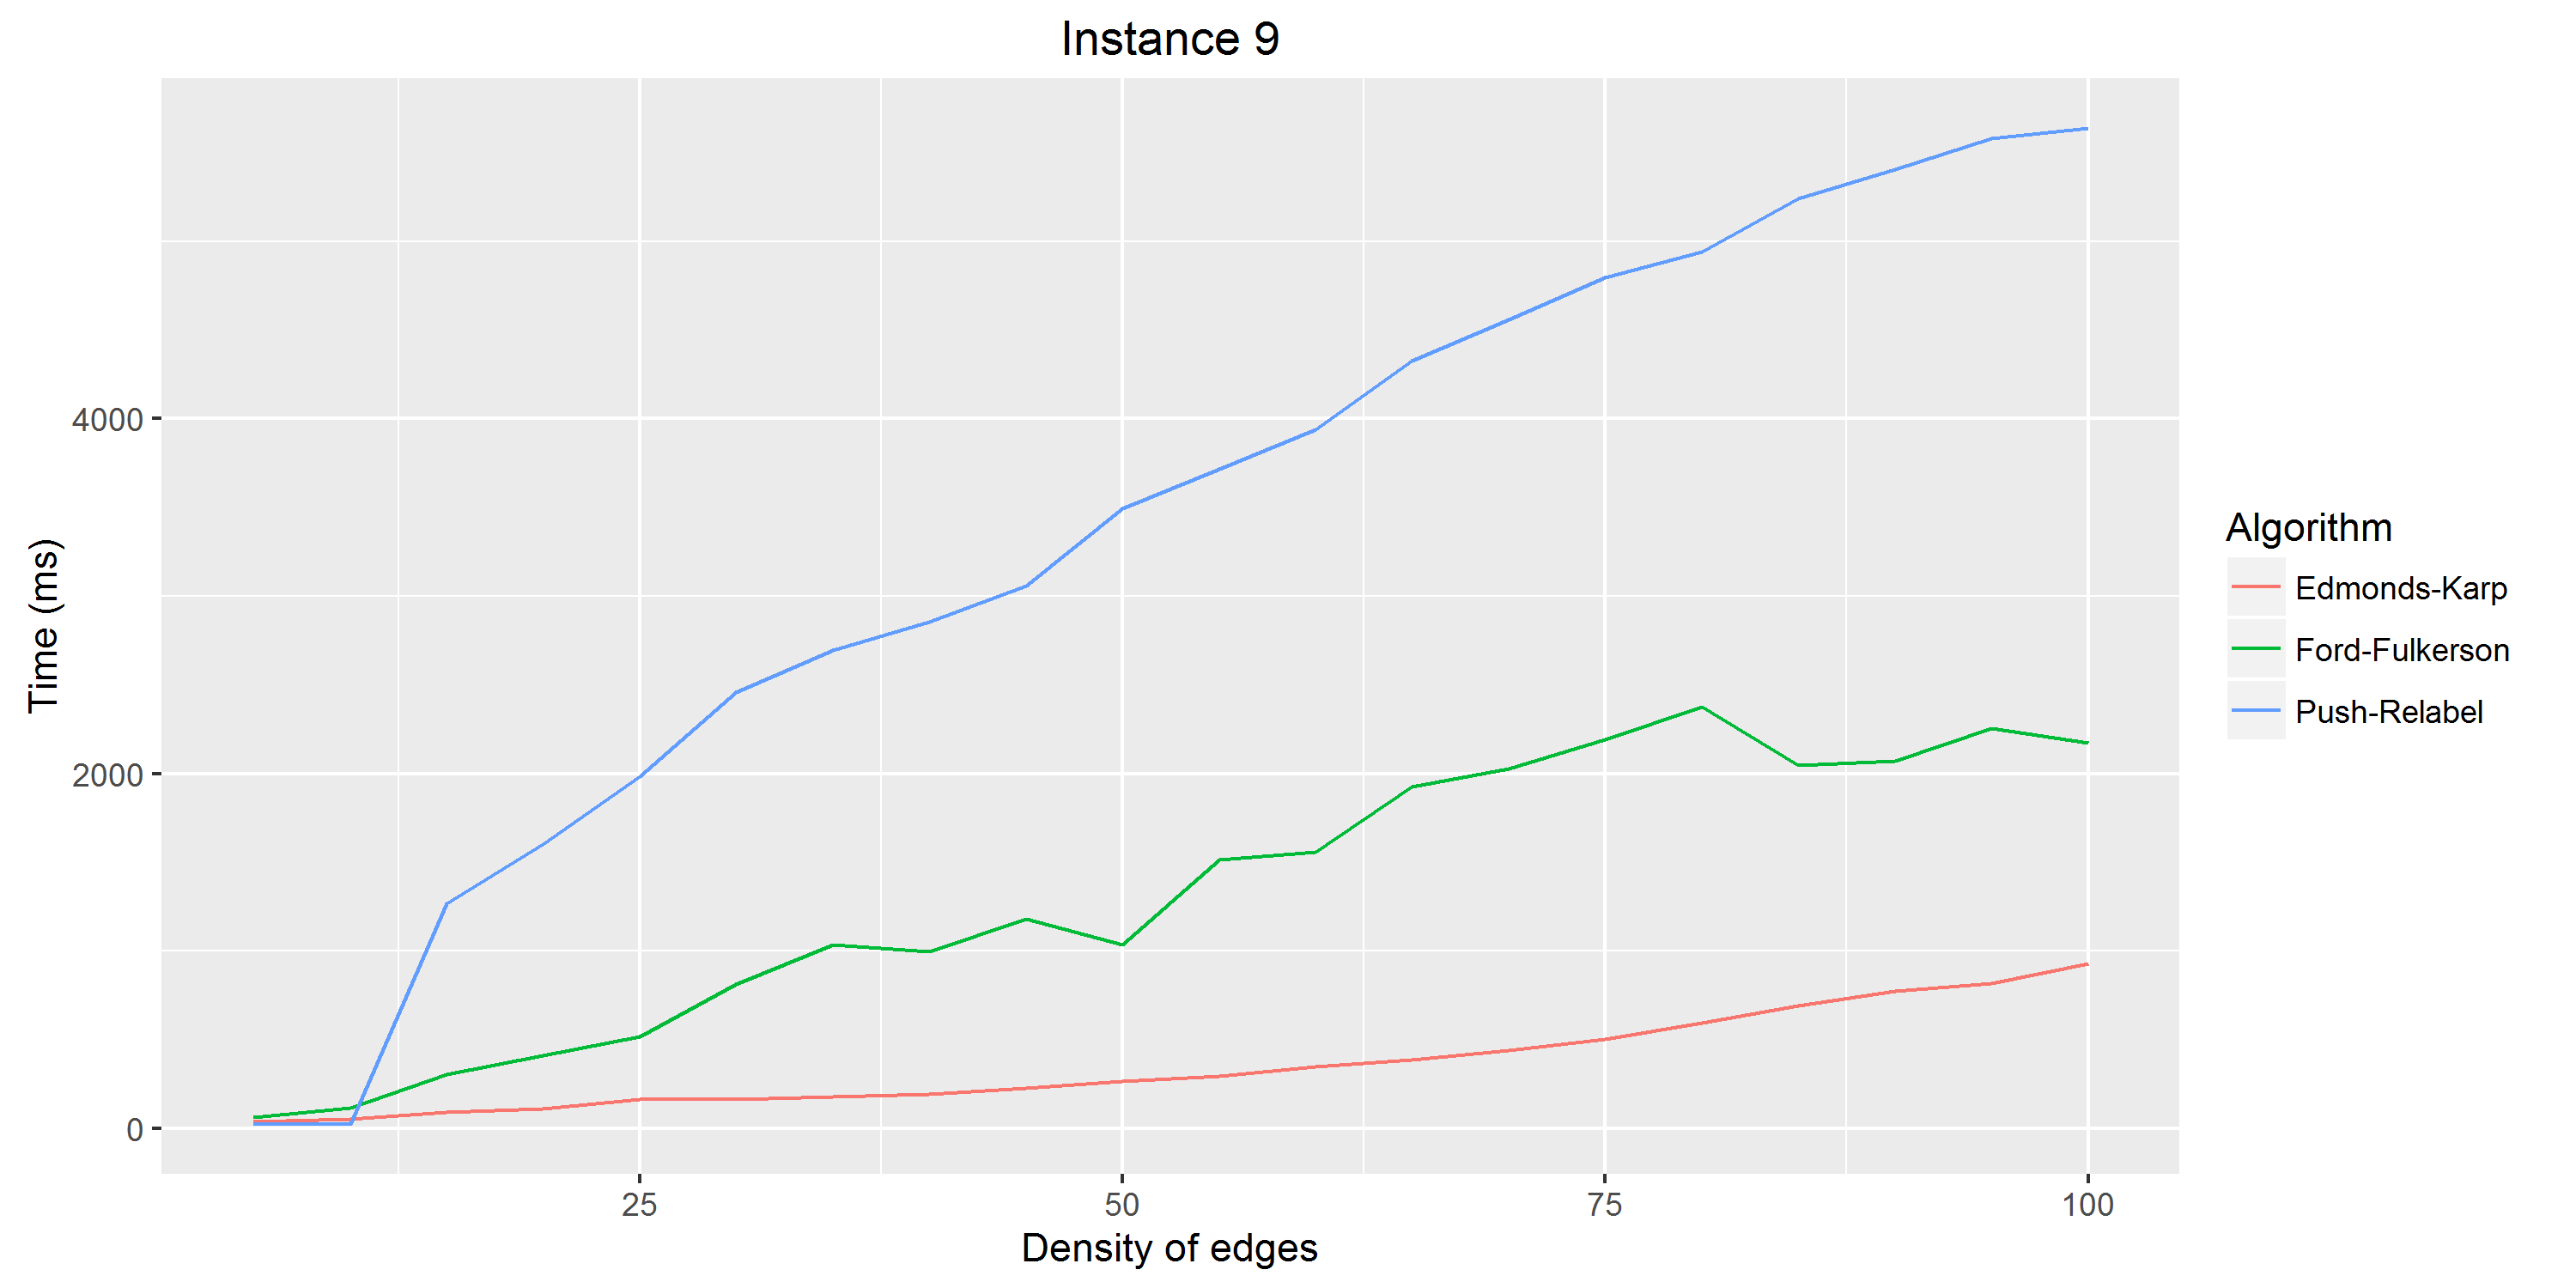 Instance 9
Time (ms)
4000
2000
0
25
50
75
100
Density of edges
Algorithm
Edmonds-Karp
Ford-Fulkerson
Push-Relabel